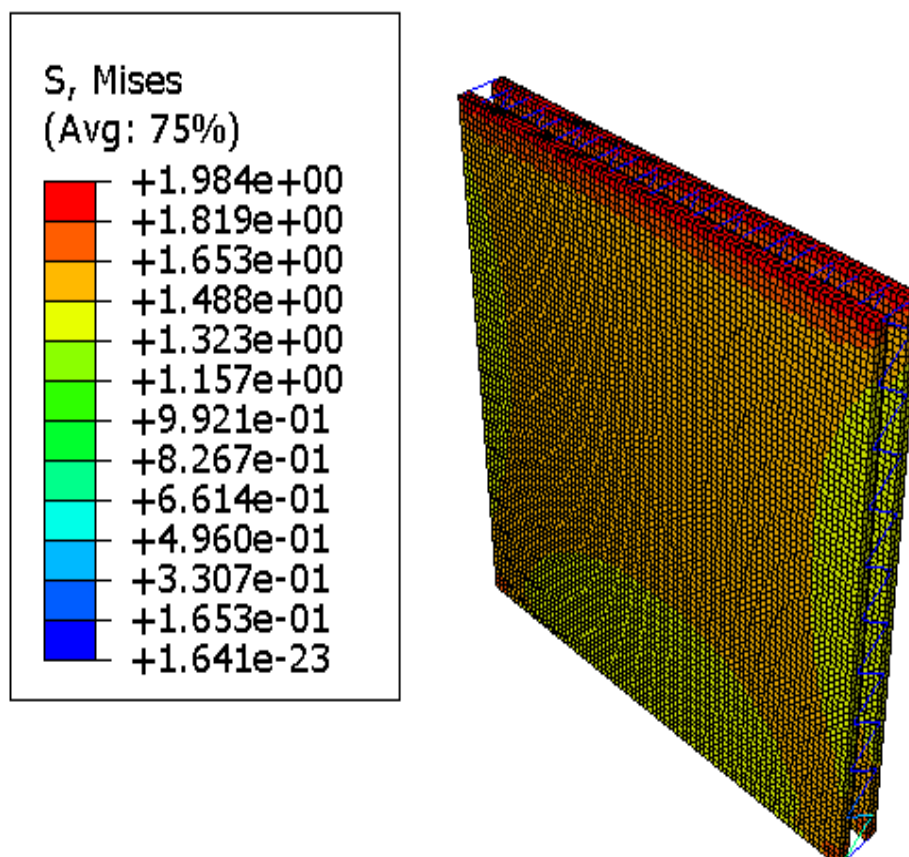 S, Mises
(Avg: 75%)
+1.984e+00
+1.819e+00
+1.653e+00
+1.488e+00
+1.323e+00
+1.157e+00
+9.921e-01
+8.267e-01
+6.614e-01
+4.960e-01
+3.307e-01
+1.653e-01
+1.641e-23